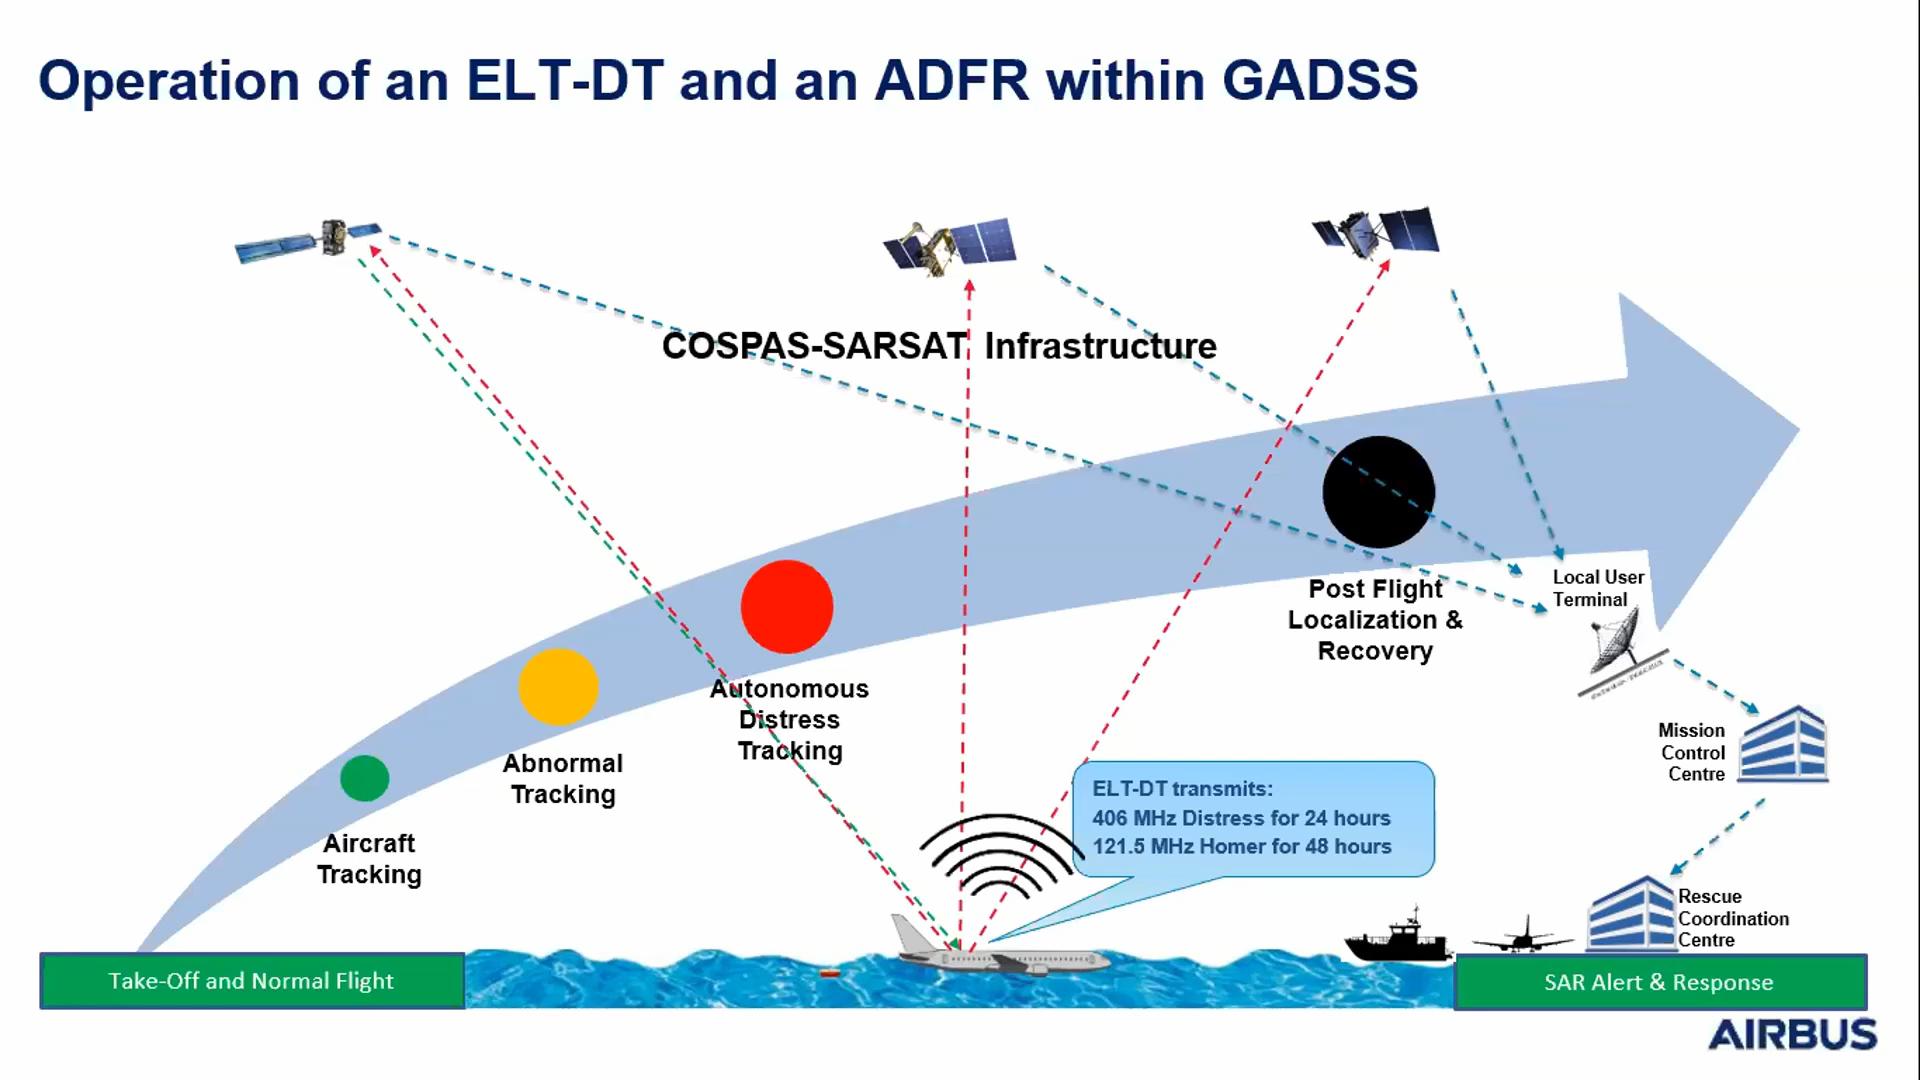 Operation of an ELT-DT and an ADFR within GADSS
COSPAS-SARSAT Infrastructure
Aircraft
Tracking
Abnormal
Tracking
Autonomous
Distress
Tracking
Post Flight
Localization &
Recovery
Local User
Terminal
Mission
Control
Centre
Rescue
Coordination
Centre
ELT-DT transmits:
406 MHz Distress for 24 hours
121.5 MHz Homer for 48 hours
Take-Off and Normal Flight
SAR Alert & Response
AIRBUS